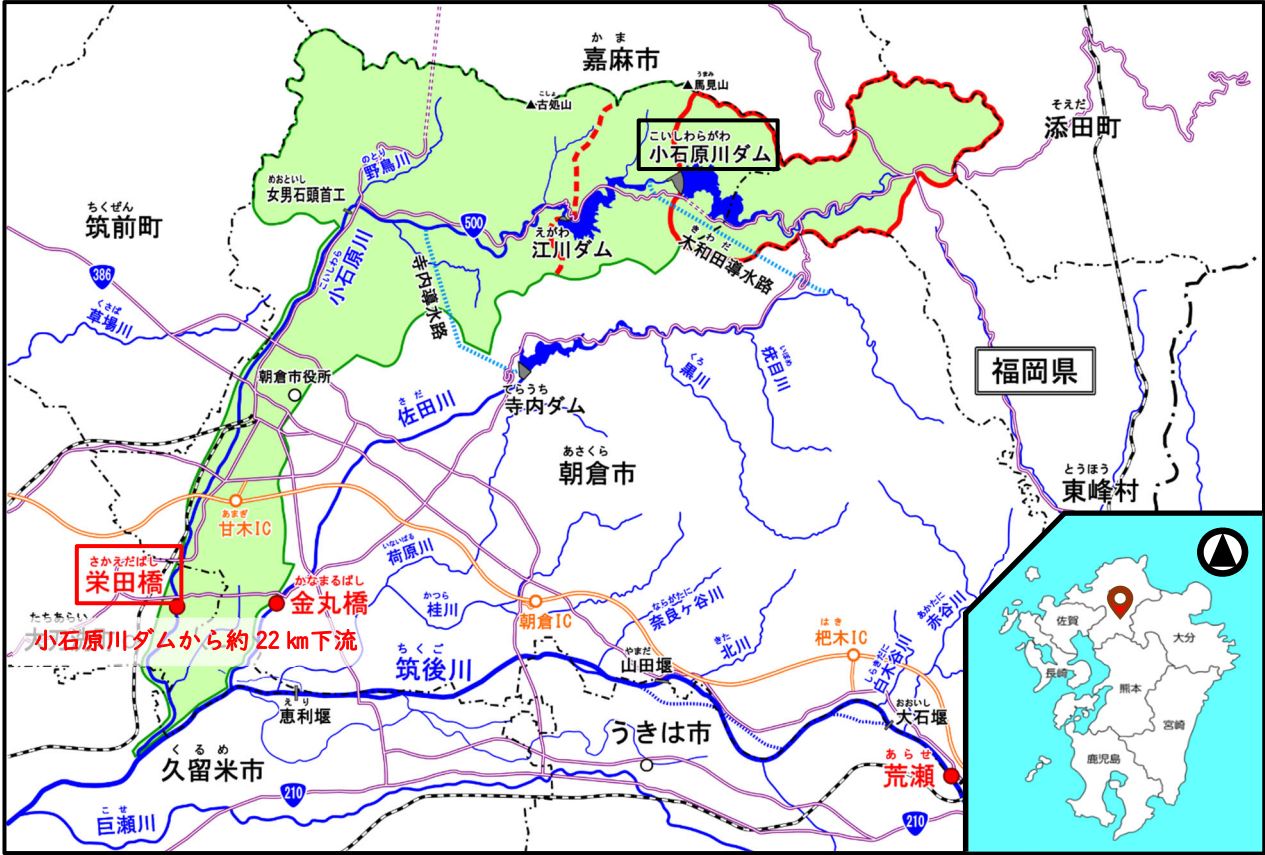 かま
嘉麻市
うまみ
▲馬見山
こしょ
▲古処山
そえだ
添田町
こいしわらがわ
小石原川ダム
のとり
野鳥川
めおといし
女男石頭首工
ちくぜん
筑前町
500
えがわ
江川ダム
きわだ
木和田導水路
こいしわら
小石原川
寺内導水路
386
くさば
草場川
朝倉市役所
さだ
佐田川
てらうち
寺内ダム
くろ
黒川
いぼめ
疣目川
福岡県
あさくら
朝倉市
とうほう
東峰村
あまぎ
甘木IC
さかえだばし
栄田橋
かなまるばし
金丸橋
いないばる
荷原川
かつら
桂川
朝倉IC
ならがたに
奈良ヶ谷川
きた
北川
あかたに
赤谷川
はき
杷木IC
しらきだに
白木谷川
たちあらい
小石原川ダムから約22km下流
ちくご
筑後川
やまだ
山田堰
えり
恵利堰
おおいし
大石堰
うきは市
くるめ
久留米市
あらせ
荒瀬
210
こせ
巨瀬川
210
佐賀
大分
長崎
熊本
宮崎
鹿児島